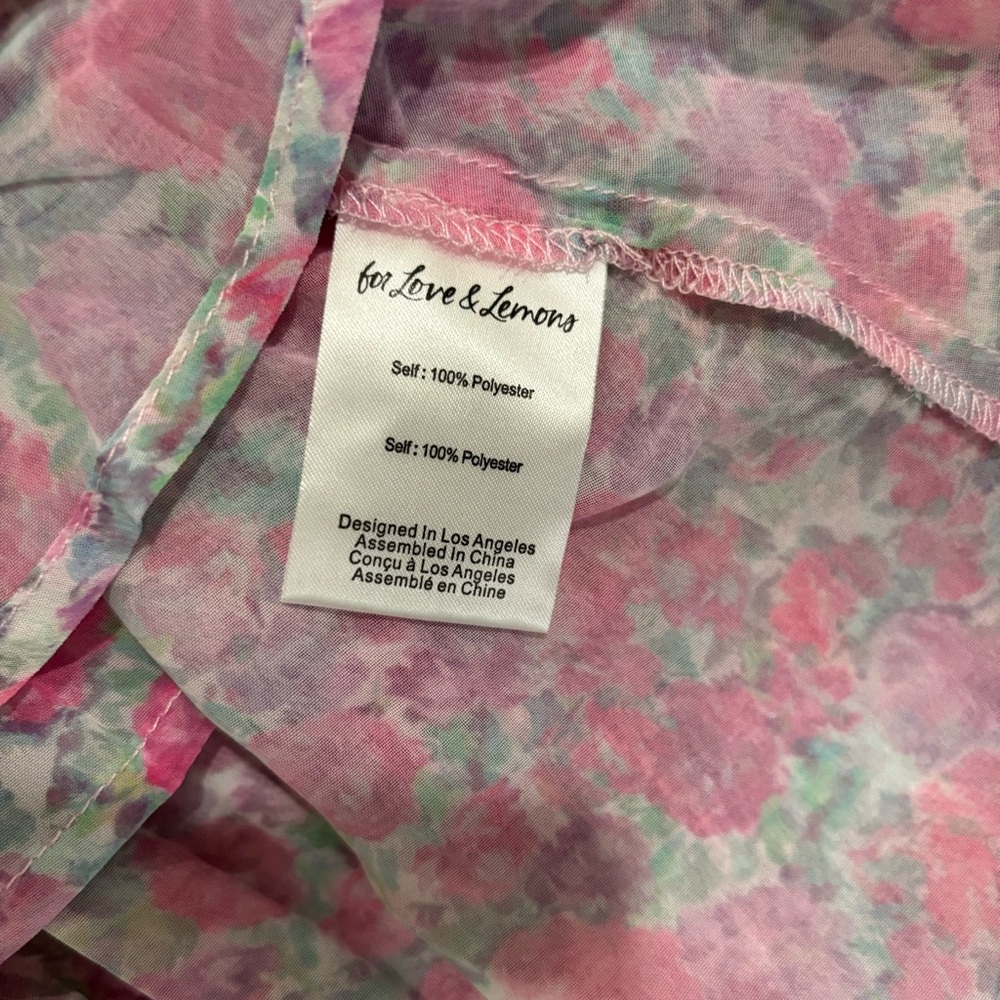 for Love & Lemons
Self : 100% Polyester
Self : 100% Polyester
Designed In Los Angeles
Assembled In China
Conçu à Los Angeles
Assemblé en Chine